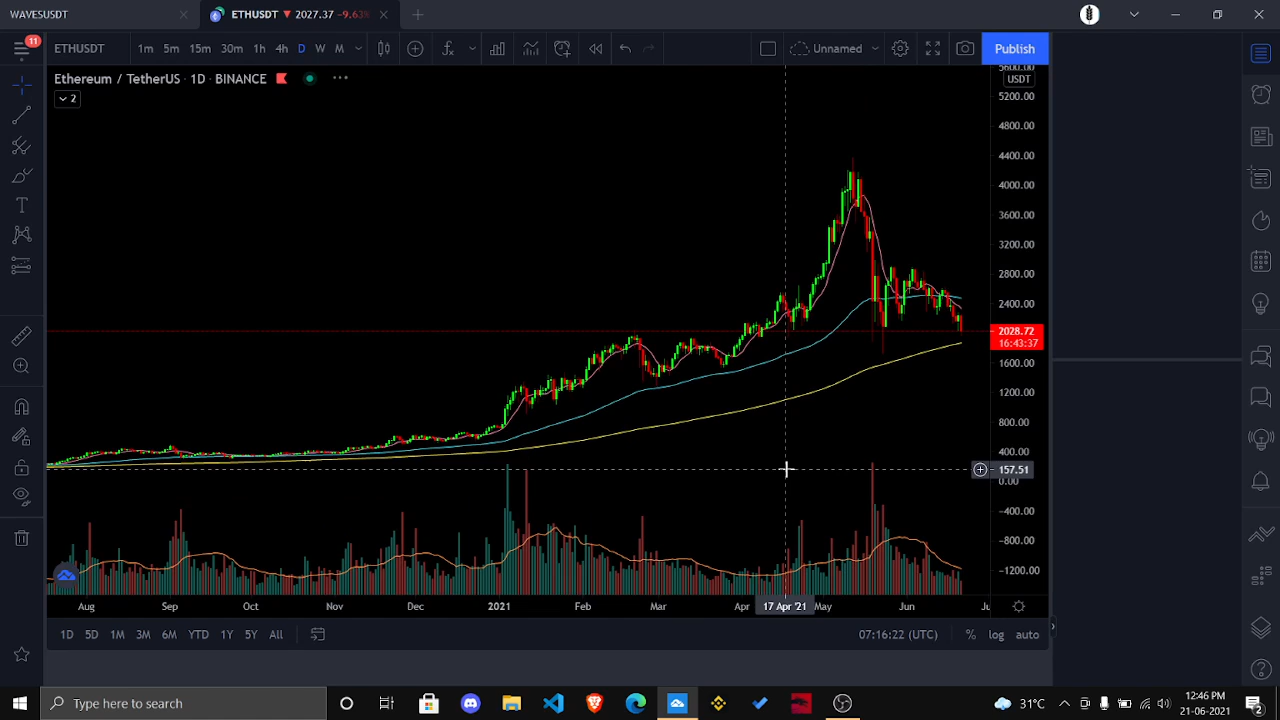 WAVESUSDT
ETHUSDT ▼ 2027.37 -9.63%
ETHUSDT 1m 5m 15m 30m 1h 4h D W M Unnamed Publish
11
Ethereum / TetherUS · 1D · BINANCE
2
5600.00
USDT
5200.00
4800.00
4400.00
4000.00
3600.00
3200.00
2800.00
2400.00
2028.72
16:43:37
1600.00
1200.00
800.00
400.00
157.51
0.00
−400.00
−800.00
−1200.00
Aug Sep Oct Nov Dec 2021 Feb Mar Apr 17 Apr '21 May Jun Ju
1D 5D 1M 3M 6M YTD 1Y 5Y All 07:16:22 (UTC) % log auto
Type here to search
31°C
12:46 PM
21-06-2021
2